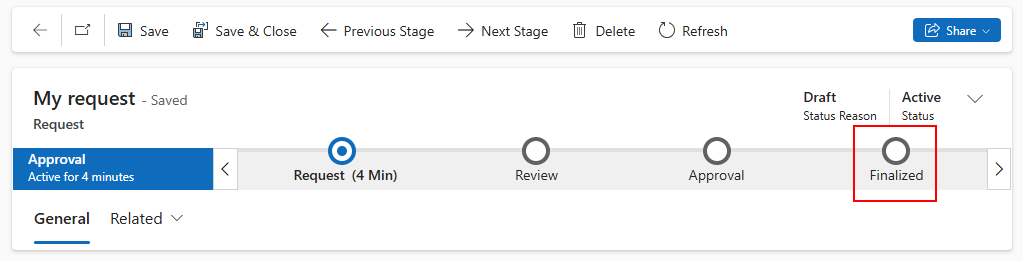 Save Save & Close Previous Stage Next Stage Delete Refresh Share
My request - Saved
Request
Draft
Status Reason
Active
Status
Approval
Active for 4 minutes
Request (4 Min)
Review
Approval
Finalized
General Related